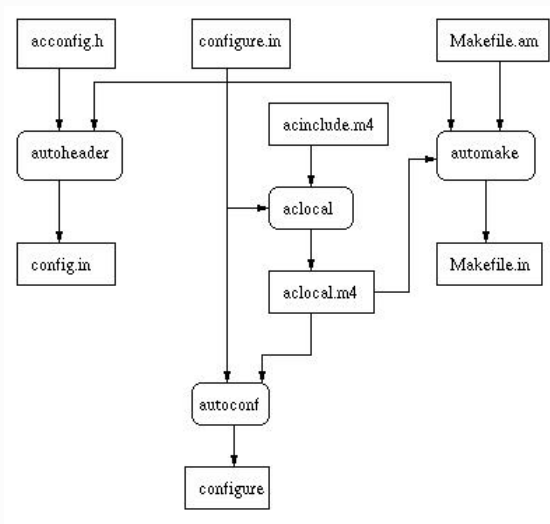 acconfig.h
configure.in
Makefile.am
acinclude.m4
autoheader
automake
aclocal
config.in
Makefile.in
aclocal.m4
autoconf
configure